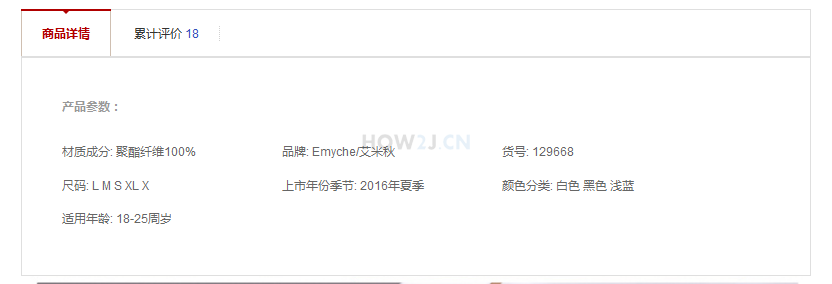 商品详情 累计评价 18
产品参数：
HOW2J.CN
材质成分: 聚酯纤维100% 品牌: Emyche/艾米秋 货号: 129668
尺码: L M S XL X 上市年份季节: 2016年夏季 颜色分类: 白色 黑色 浅蓝
适用年龄: 18-25周岁